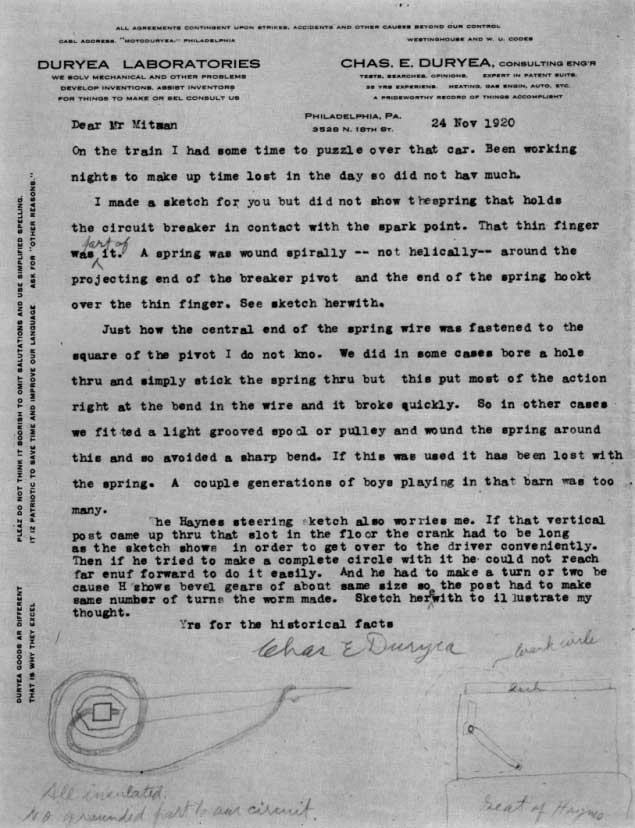 ALL AGREEMENTS CONTINGENT UPON STRIKES, ACCIDENTS AND OTHER CAUSES BEYOND OUR CONTROL
CABL ADDRESS, "MOTODURYEA," PHILADELPHIA
WESTINGHOUSE AND W. U. CODES
DURYEA LABORATORIES
WE SOLV MECHANICAL AND OTHER PROBLEMS
DEVELOP INVENTIONS, ASSIST INVENTORS
FOR THINGS TO MAKE OR SEL CONSULT US
CHAS. E. DURYEA, CONSULTING ENG'R
TESTS, SEARCHES, OPINIONS, EXPERT IN PATENT SUITS.
35 YRS EXPERIENS, HEATING, GAS ENGIN, AUTO, ETC.
A PRIDEWORTHY RECORD OF THINGS ACCOMPLISHT
PHILADELPHIA, PA.
3528 N. 18TH ST.
24 Nov 1920
Dear Mr Mitman
On the train I had some time to puzzle over that car. Been working
nights to make up time lost in the day so did not hav much.
I made a sketch for you but did not show thespring that holds
the circuit breaker in contact with the spark point. That thin finger
was part of it. A spring was wound spirally -- not helically-- around the
projecting end of the breaker pivot and the end of the spring hookt
over the thin finger. See sketch herwith.
Just how the central end of the spring wire was fastened to the
square of the pivot I do not kno. We did in some cases bore a hole
thru and simply stick the spring thru but this put most of the action
right at the bend in the wire and it broke quickly. So in other cases
we fitted a light grooved spool or pulley and wound the spring around
this and so avoided a sharp bend. If this was used it has been lost with
the spring. A couple generations of boys playing in that barn was too
many.
he Haynes steering sketch also worries me. If that vertical
post came up thru that slot in the floor the crank had to be long
as the sketch shows in order to get over to the driver conveniently.
Then if he tried to make a complete circle with it he could not reach
far enuf forward to do it easily. And he had to make a turn or two be
cause H shows bevel gears of about same size so the post had to make
same number of turns the worm made. Sketch herewith to illustrate my
thought.
Yrs for the historical facts
Chas E Duryea
Dash
All insulated.
No grounded part to our circuit.
Seat of Haynes
PLEAZ DO NOT THINK IT BOORISH TO OMIT SALUTATIONS AND USE SIMPLIFIED SPELLING.
IT IZ PATRIOTIC TO SAVE TIME AND IMPROVE OUR LANGUAGE ASK FOR "OTHER REASONS."
DURYEA GOODS AR DIFFERENT
THAT IS WHY THEY EXCEL